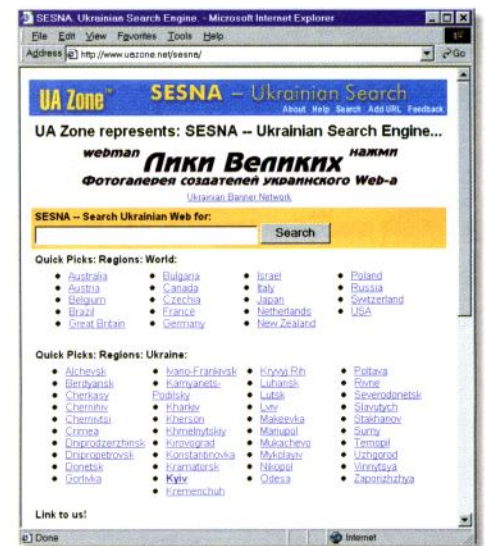 SESNA. Ukrainian Search Engine. - Microsoft Internet Explorer
File Edit View Favorites Tools Help
Address http://www.uazone.net/sesna/ Go
UA Zone™ SESNA – Ukrainian Search
About Help Search Add URL Feedback
UA Zone represents: SESNA -- Ukrainian Search Engine...
webman Лики Великих нажми
Фотогалерея создателей украинского Web-а
Ukrainian Banner Network
SESNA -- Search Ukrainian Web for:
Search
Quick Picks: Regions: World:
Australia Bulgaria Israel Poland
Austria Canada Italy Russia
Belgium Czechia Japan Switzerland
Brazil France Netherlands USA
Great Britain Germany New Zealand
Quick Picks: Regions: Ukraine:
Alchevsk Ivano-Frankivsk Kryvyj Rih Poltava
Berdyansk Kamyanets- Luhansk Rivne
Cherkasy Podilsky Lutsk Severodonetsk
Chernihiv Kharkiv Lviv Slavutych
Chernivtsi Kherson Makeevka Stakhanov
Crimea Khmelnytskiy Mariupol Sumy
Dniprodzerzhinsk Kirovograd Mukachevo Ternopil
Dnipropetrovsk Konstantinovka Mykolayiv Uzhgorod
Donetsk Kramatorsk Nikopol Vinnytsya
Gorlivka Kyiv Odesa Zaporizhzhya
Kremenchuh
Link to us!
Done Internet